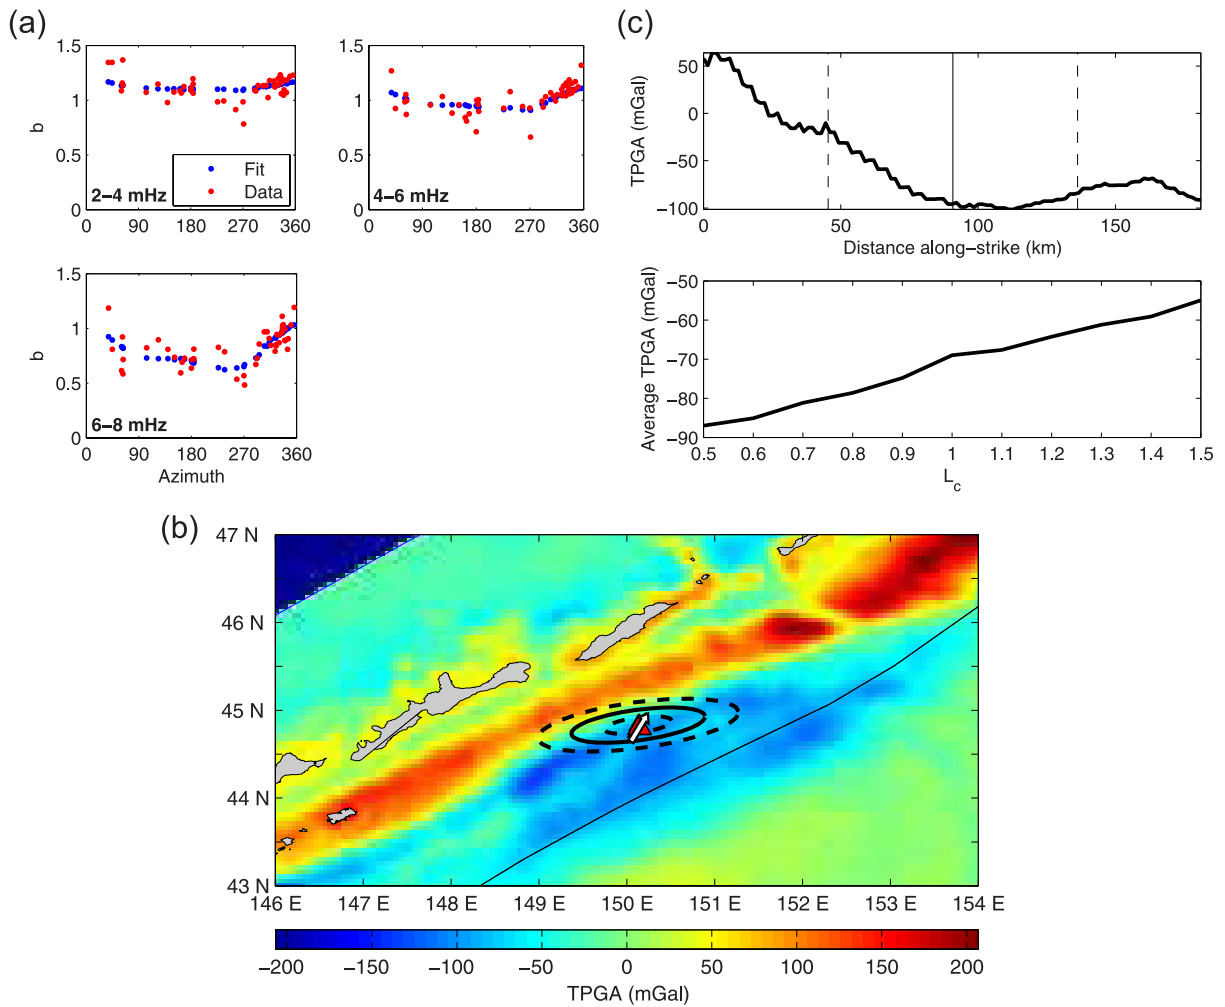 (a)
1.5
1
0.5
0
b
0 90 180 270 360
Fit
Data
2–4 mHz
1.5
1
0.5
0
0 90 180 270 360
4–6 mHz
1.5
1
0.5
0
b
0 90 180 270 360
Azimuth
6–8 mHz
(c)
50
0
−50
−100
TPGA (mGal)
0 50 100 150
Distance along−strike (km)
−50
−60
−70
−80
−90
Average TPGA (mGal)
0.5 0.6 0.7 0.8 0.9 1 1.1 1.2 1.3 1.4 1.5
L_c
(b)
47 N
46 N
45 N
44 N
43 N
146 E 147 E 148 E 149 E 150 E 151 E 152 E 153 E 154 E
−200 −150 −100 −50 0 50 100 150 200
TPGA (mGal)